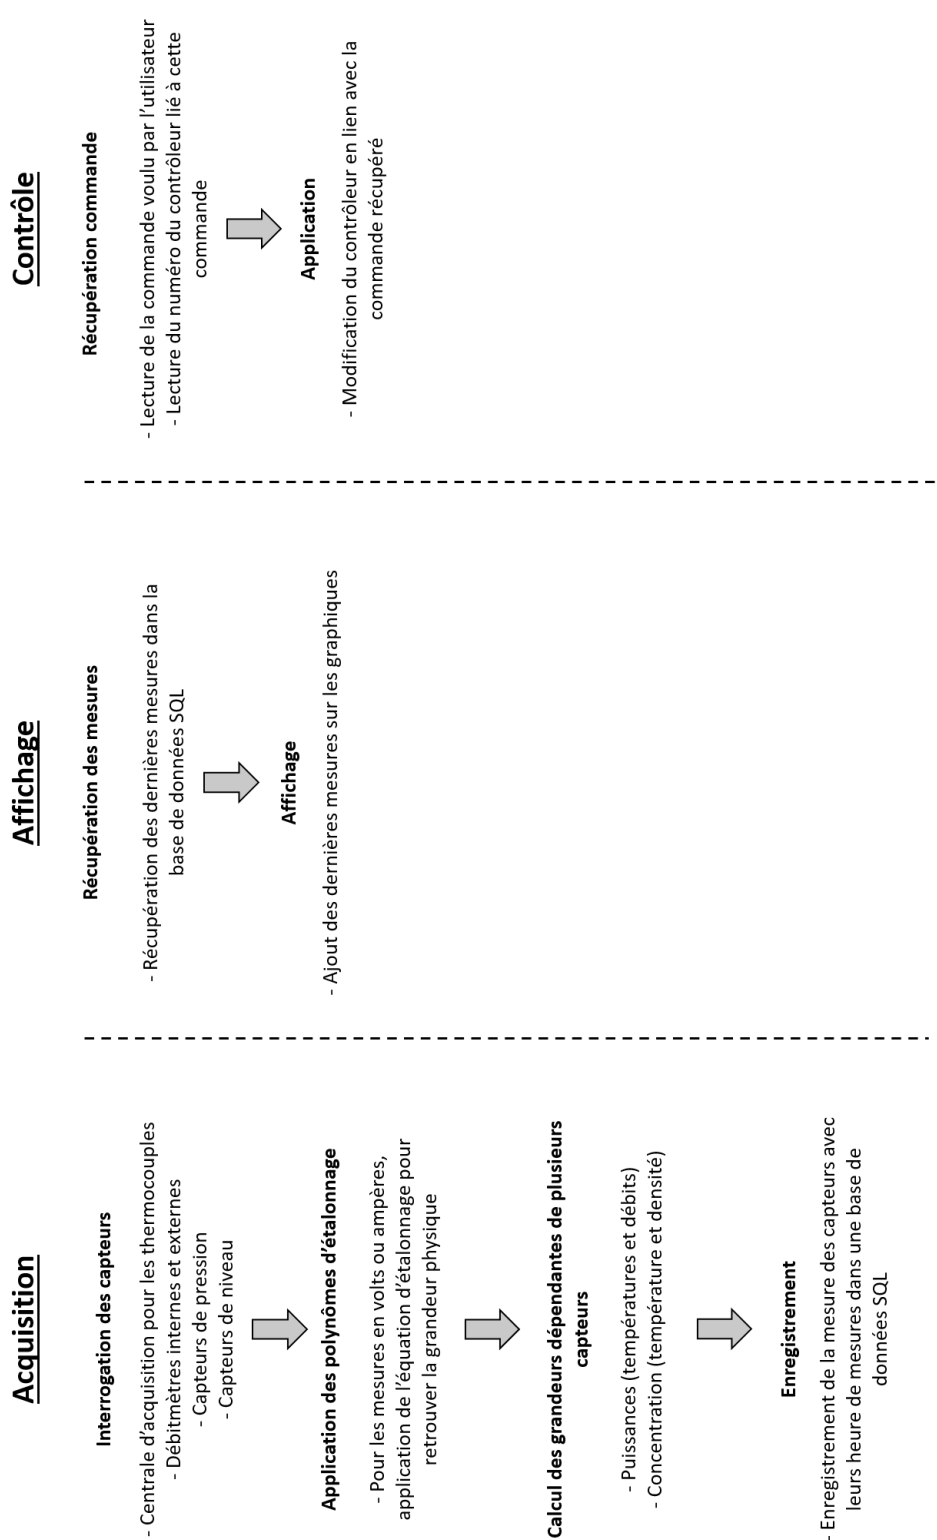 Acquisition
Interrogation des capteurs
- Centrale d'acquisition pour les thermocouples
- Débitmètres internes et externes
- Capteurs de pression
- Capteurs de niveau
Application des polynômes d'étalonnage
- Pour les mesures en volts ou ampères,
application de l'équation d'étalonnage pour
retrouver la grandeur physique
Calcul des grandeurs dépendantes de plusieurs
capteurs
- Puissances (températures et débits)
- Concentration (température et densité)
Enregistrement
- Enregistrement de la mesure des capteurs avec
leurs heure de mesures dans une base de
données SQL
Affichage
Récupération des mesures
- Récupération des dernières mesures dans la
base de données SQL
Affichage
- Ajout des dernières mesures sur les graphiques
Contrôle
Récupération commande
- Lecture de la commande voulu par l'utilisateur
- Lecture du numéro du contrôleur lié à cette
commande
Application
- Modification du contrôleur en lien avec la
commande récupéré